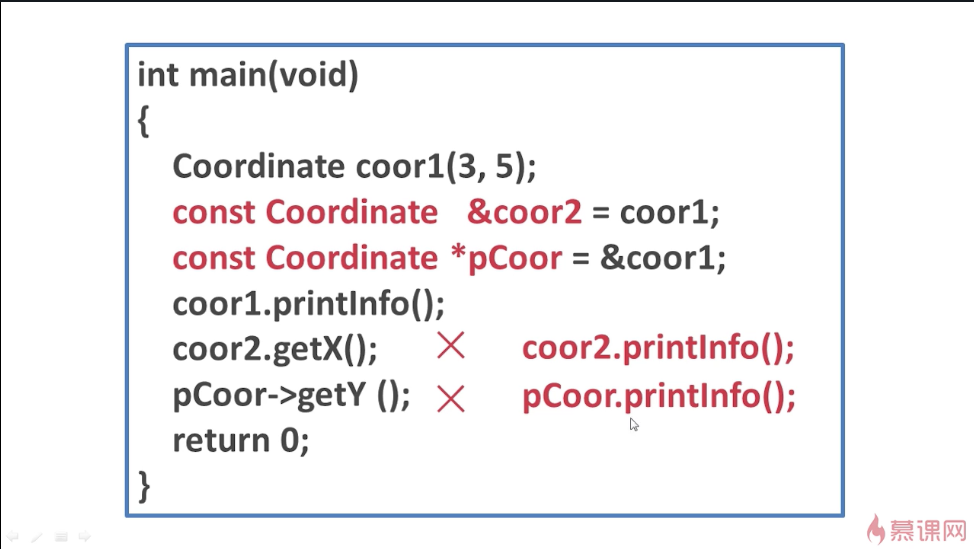 int main(void)
{
Coordinate coor1(3, 5);
const Coordinate &coor2 = coor1;
const Coordinate *pCoor = &coor1;
coor1.printInfo();
coor2.getX(); × coor2.printInfo();
pCoor->getY (); × pCoor.printInfo();
return 0;
}
慕课网